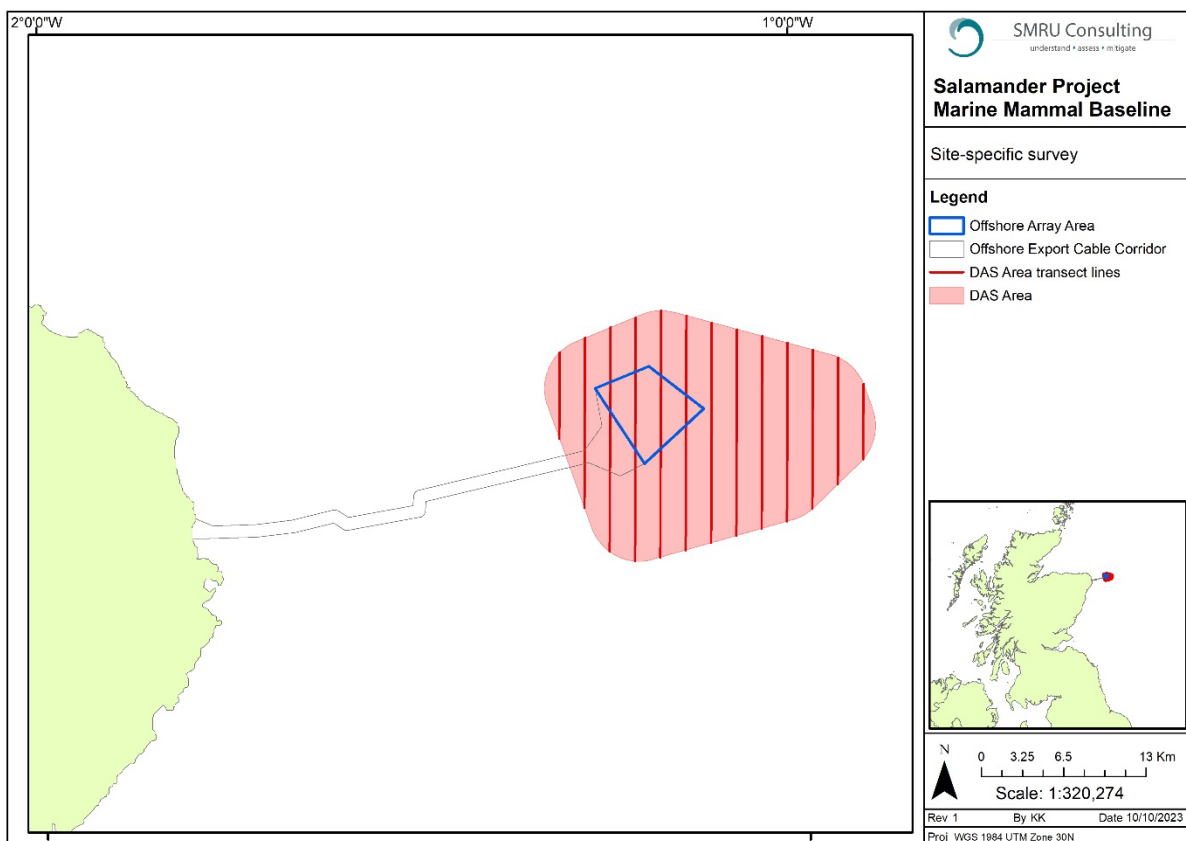 2°0'0"W
1°0'0"W
SMRU Consulting
understand • assess • mitigate
Salamander Project
Marine Mammal Baseline
Site-specific survey
Legend
Offshore Array Area
Offshore Export Cable Corridor
DAS Area transect lines
DAS Area
N
0 3.25 6.5 13 Km
Scale: 1:320,274
Rev 1 By KK Date 10/10/2023
Proj WGS 1984 UTM Zone 30N